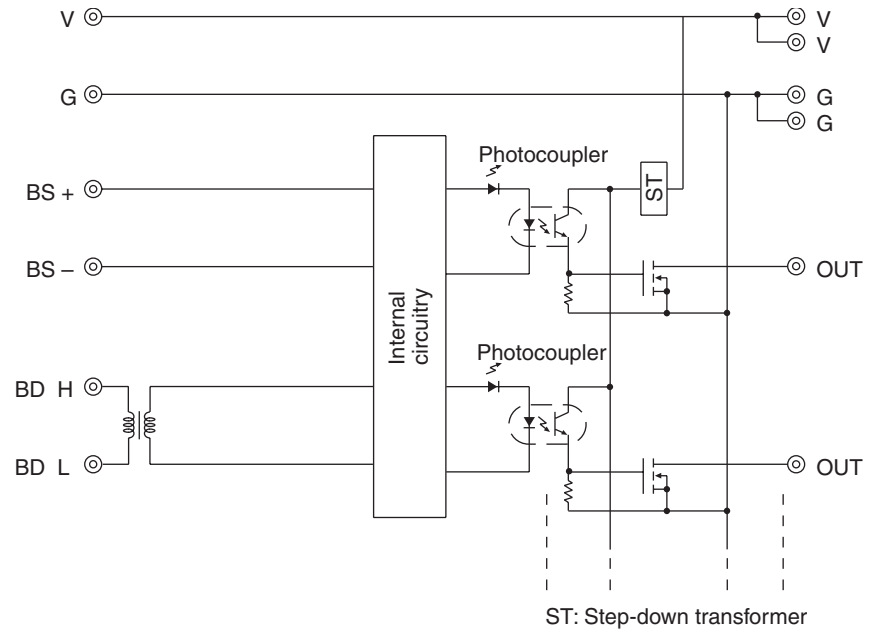 V
V
V
G
G
G
Photocoupler
BS +
ST
BS –
OUT
Internal
circuitry
Photocoupler
BD H
BD L
OUT
ST: Step-down transformer